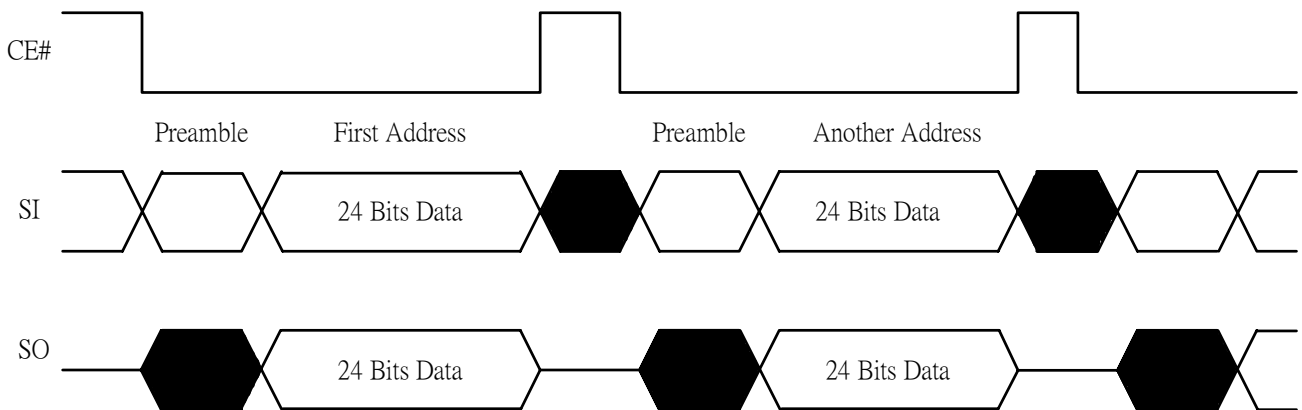 CE#
Preamble First Address Preamble Another Address
SI 24 Bits Data 24 Bits Data
SO 24 Bits Data 24 Bits Data